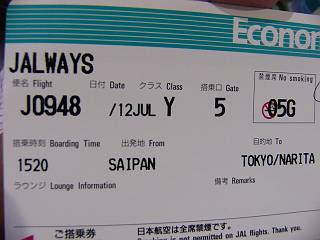 Econo
JALWAYS
便名 Flight 日付 Date クラス Class 搭乗口 Gate 禁煙席 No smoking
JO948 /12JUL Y 5 05G
搭乗時刻 Boarding Time 出発地 From 目的地 To
1520 SAIPAN TOKYO/NARITA
ラウンジ Lounge Information 備考 Remarks
ご搭乗券 日本航空は全席禁煙です。
is not permitted on JAL flights. Thank you.